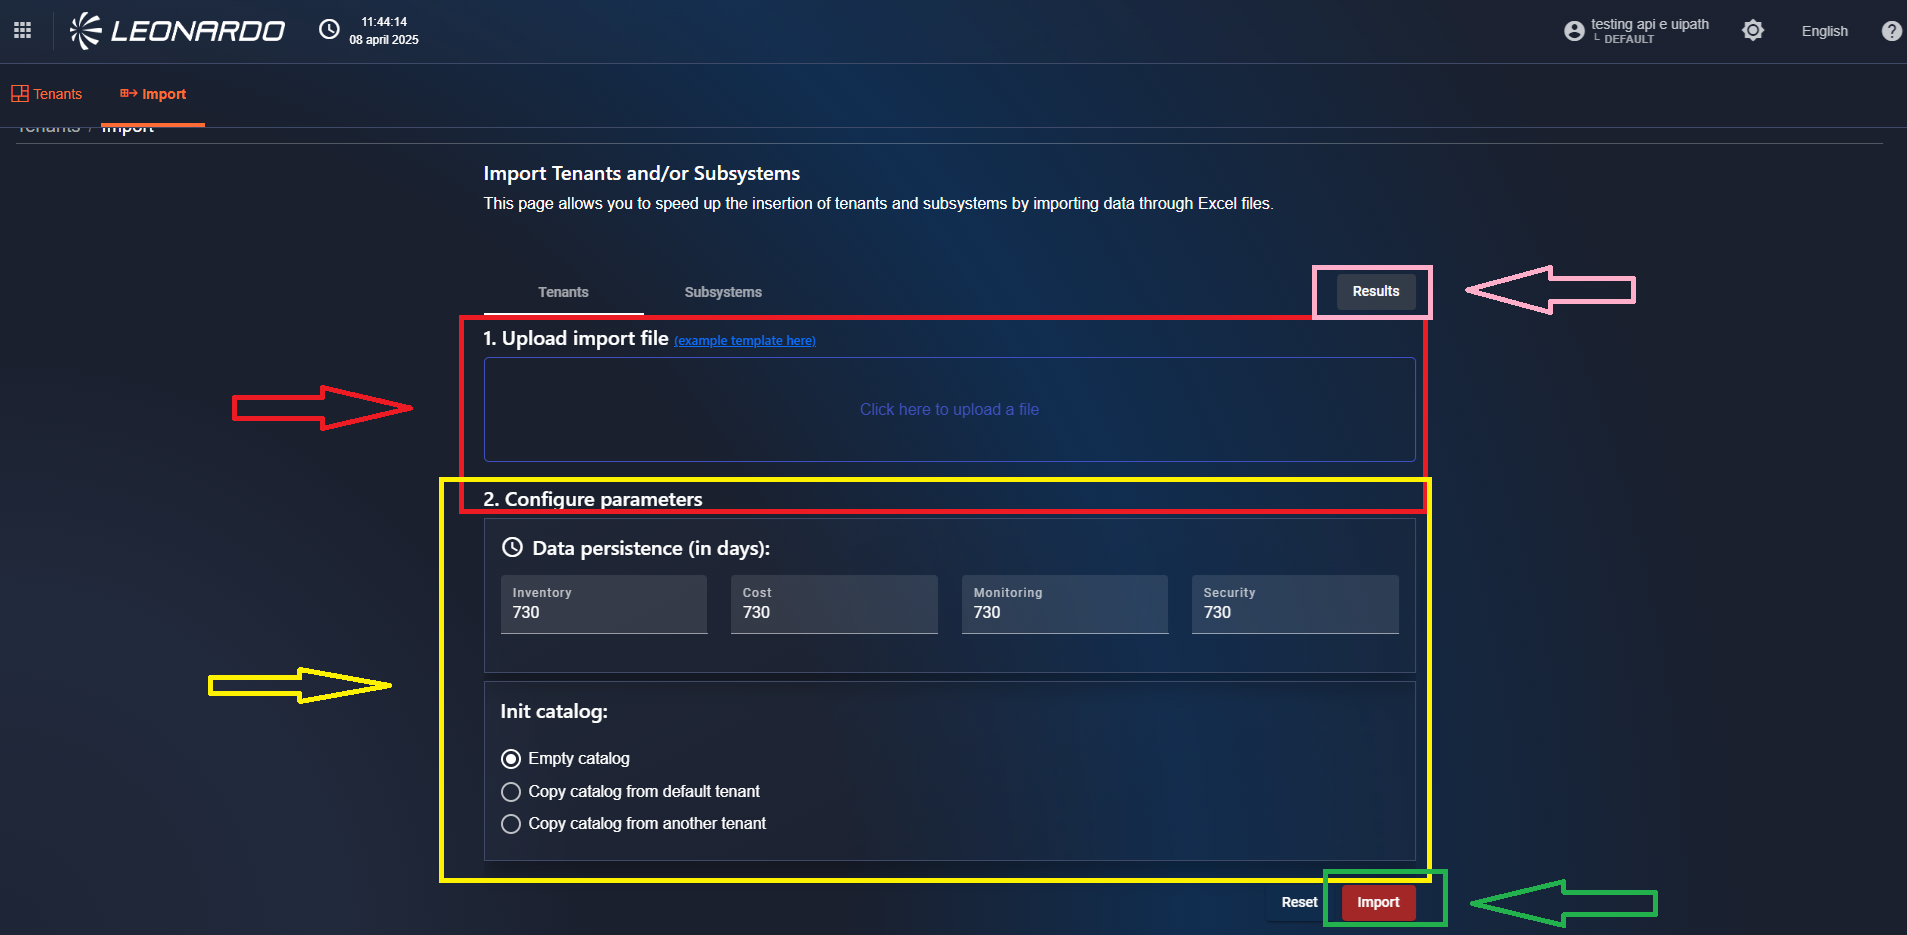 LEONARDO
11:44:14
08 april 2025
testing api e uipath
└ DEFAULT
English
?
Tenants
Import
Tenants / Import
Import Tenants and/or Subsystems
This page allows you to speed up the insertion of tenants and subsystems by importing data through Excel files.
Tenants
Subsystems
Results
1. Upload import file (example template here)
Click here to upload a file
2. Configure parameters
Data persistence (in days):
Inventory
730
Cost
730
Monitoring
730
Security
730
Init catalog:
Empty catalog
Copy catalog from default tenant
Copy catalog from another tenant
Reset
Import